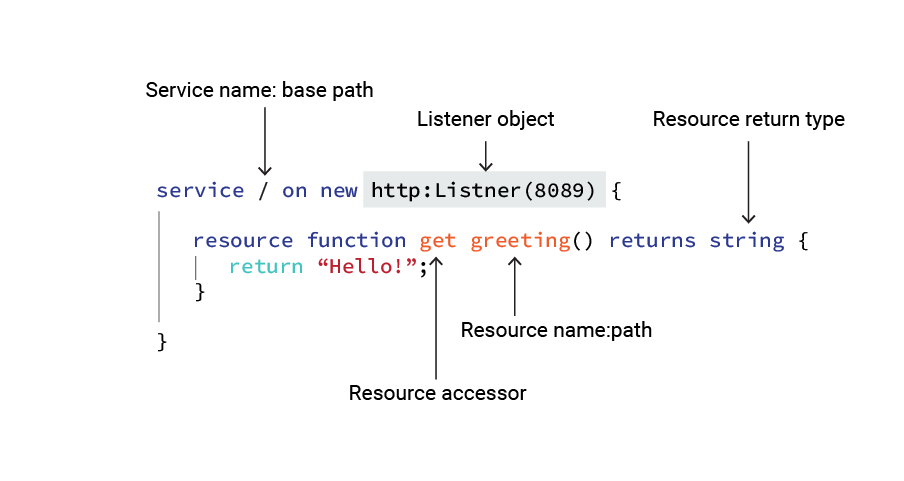 Service name: base path
Listener object
Resource return type
service / on new http:Listner(8089) {
resource function get greeting() returns string {
return “Hello!”;
}
Resource name:path
}
Resource accessor